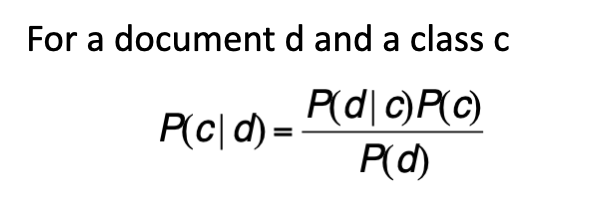 For a document d and a class c
P(c| d) = P(d| c)P(c)
P(d)